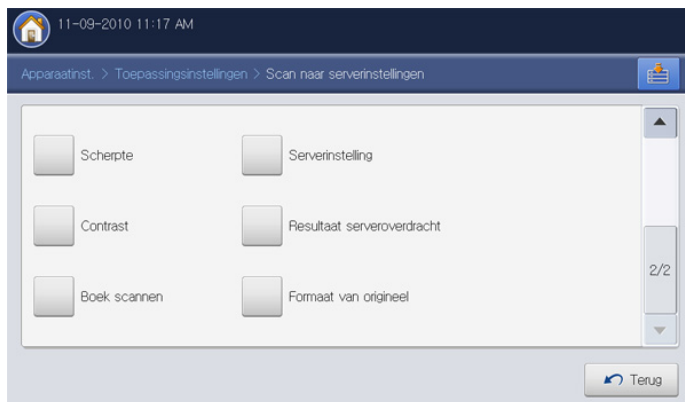 11-09-2010 11:17 AM
Apparaatinst. > Toepassingsinstellingen > Scan naar serverinstellingen
Scherpte
Serverinstelling
Contrast
Resultaat serveroverdracht
Boek scannen
Formaat van origineel
2/2
Terug